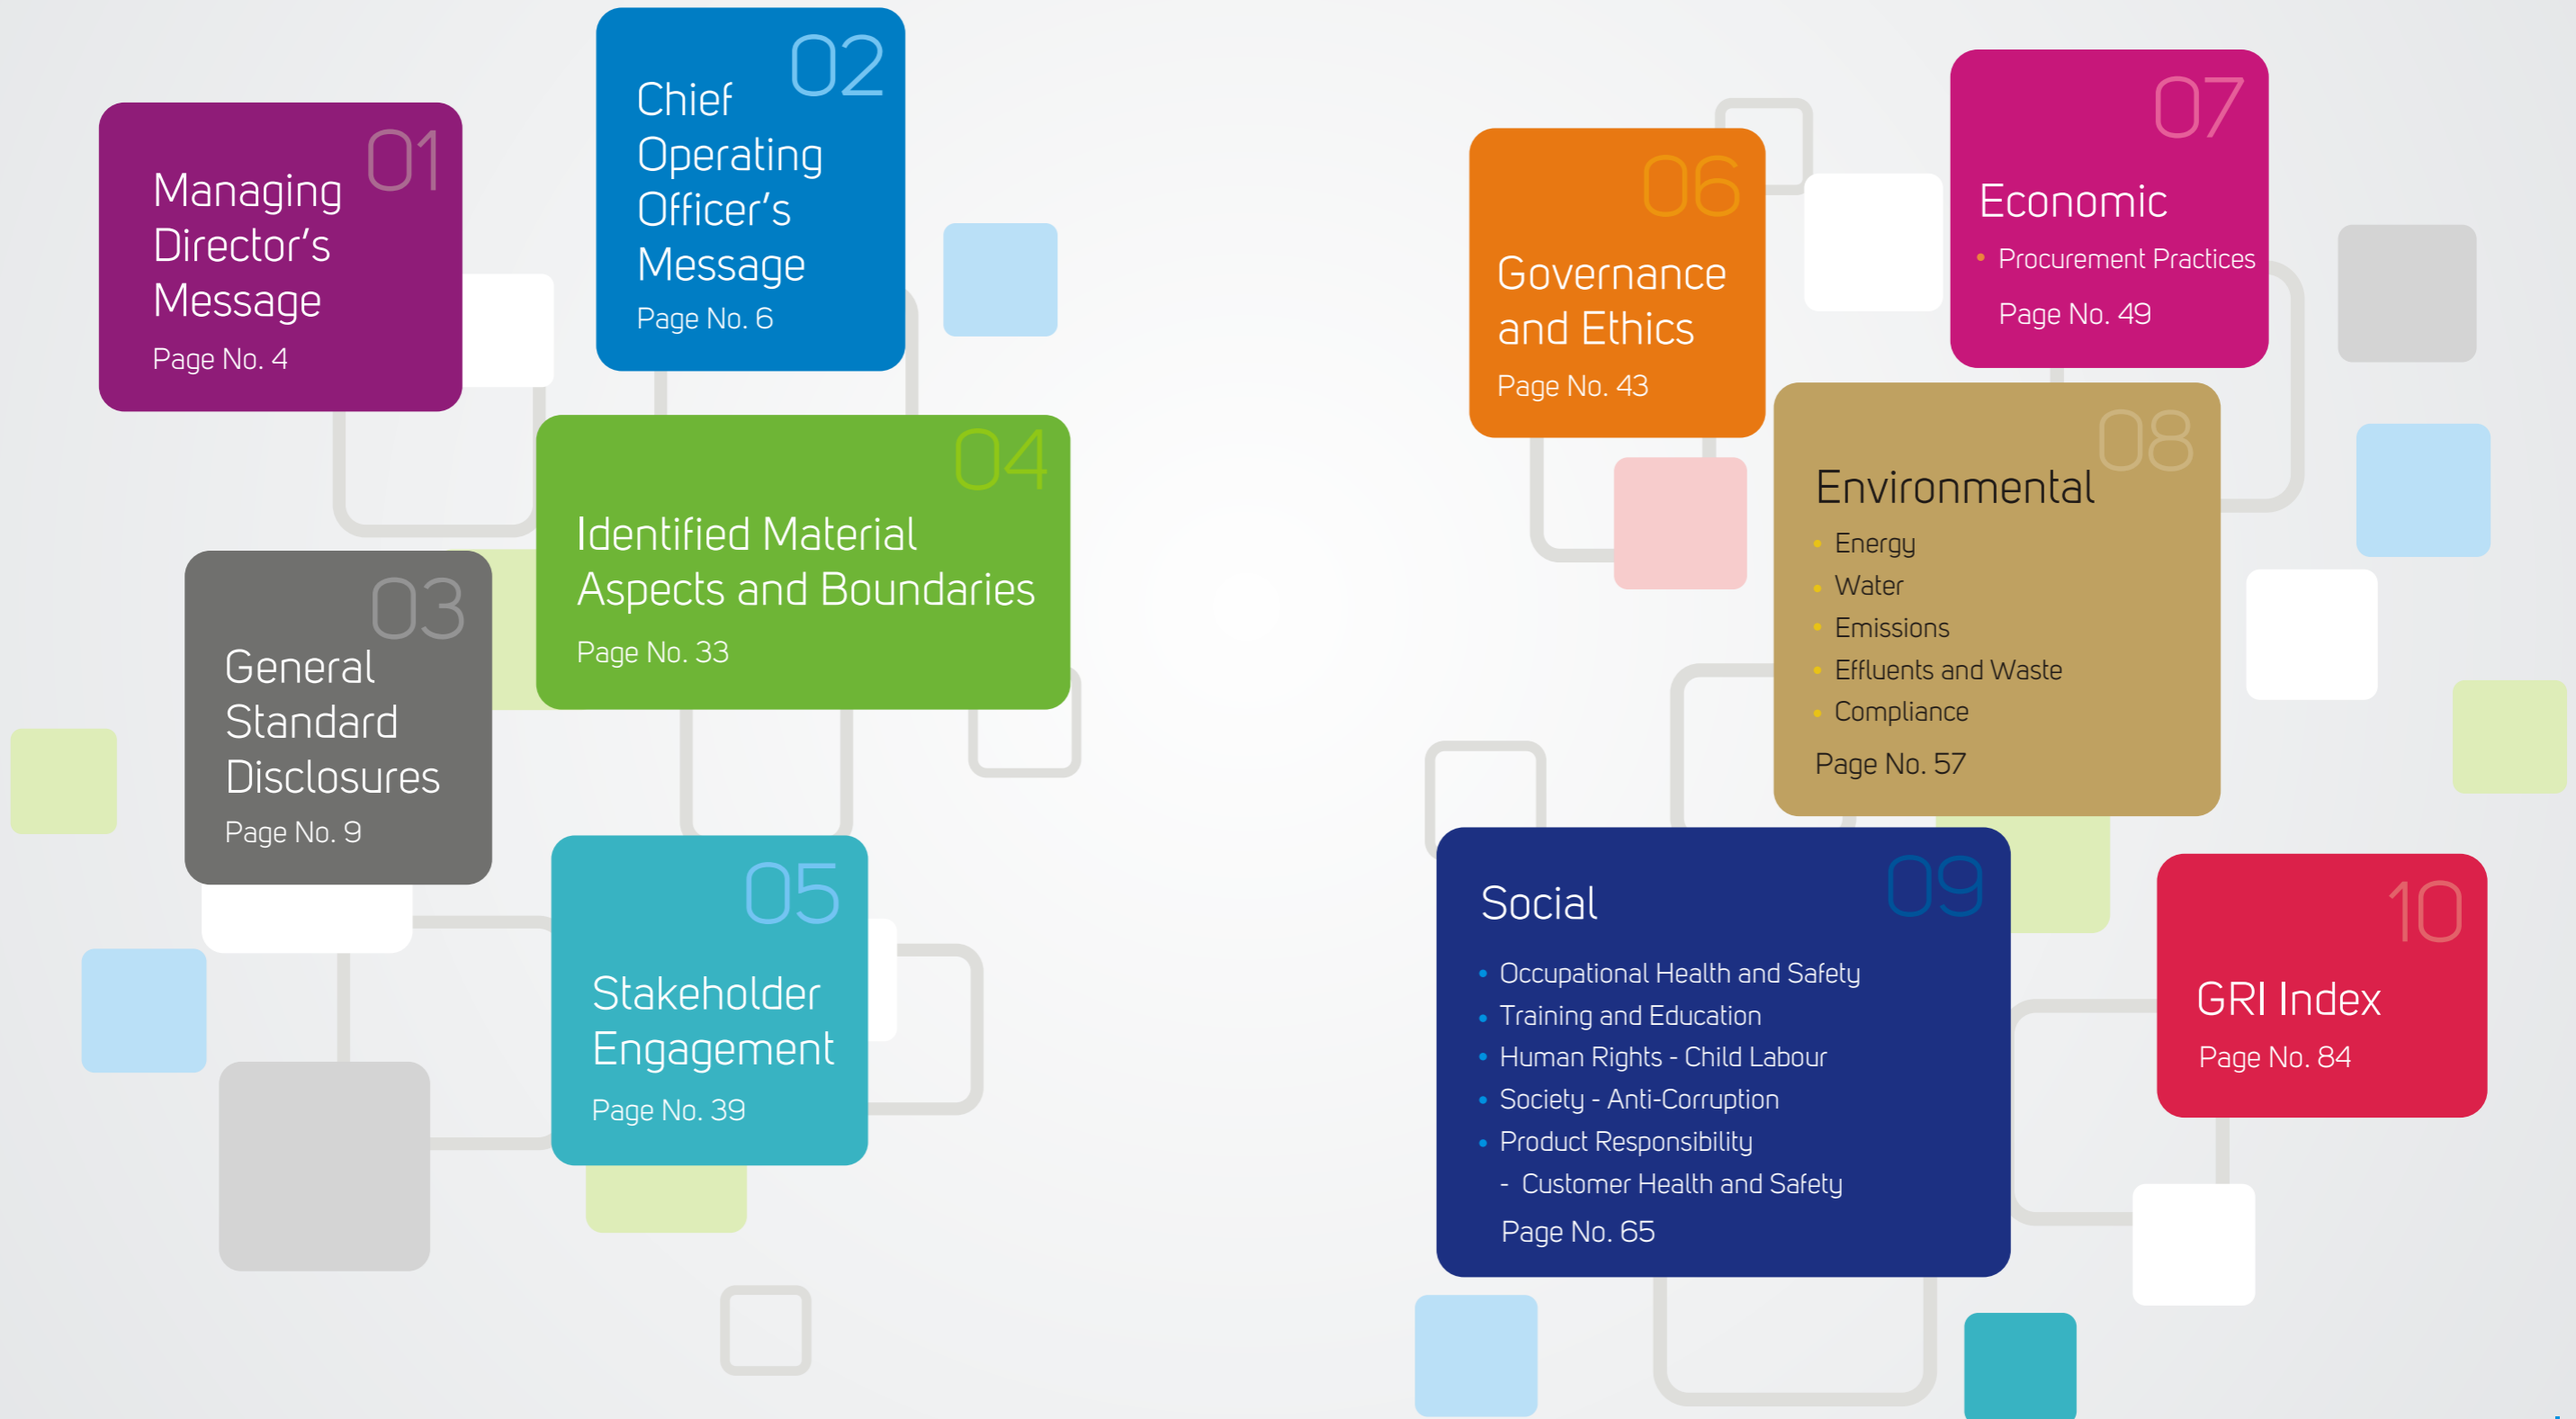 01
Managing
Director's
Message
Page No. 4
02
Chief
Operating
Officer's
Message
Page No. 6
03
General
Standard
Disclosures
Page No. 9
04
Identified Material
Aspects and Boundaries
Page No. 33
05
Stakeholder
Engagement
Page No. 39
06
Governance
and Ethics
Page No. 43
07
Economic
• Procurement Practices
Page No. 49
08
Environmental
• Energy
• Water
• Emissions
• Effluents and Waste
• Compliance
Page No. 57
09
Social
• Occupational Health and Safety
• Training and Education
• Human Rights - Child Labour
• Society - Anti-Corruption
• Product Responsibility
- Customer Health and Safety
Page No. 65
10
GRI Index
Page No. 84